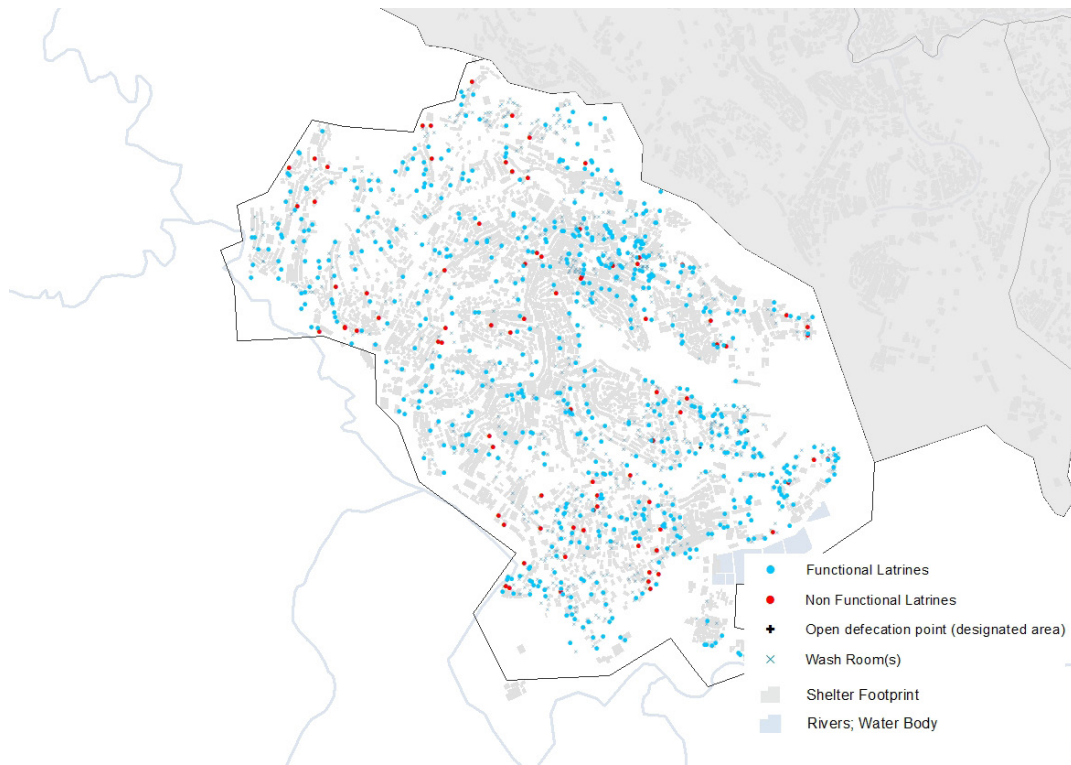 Functional Latrines
Non Functional Latrines
Open defecation point (designated area)
Wash Room(s)
Shelter Footprint
Rivers; Water Body